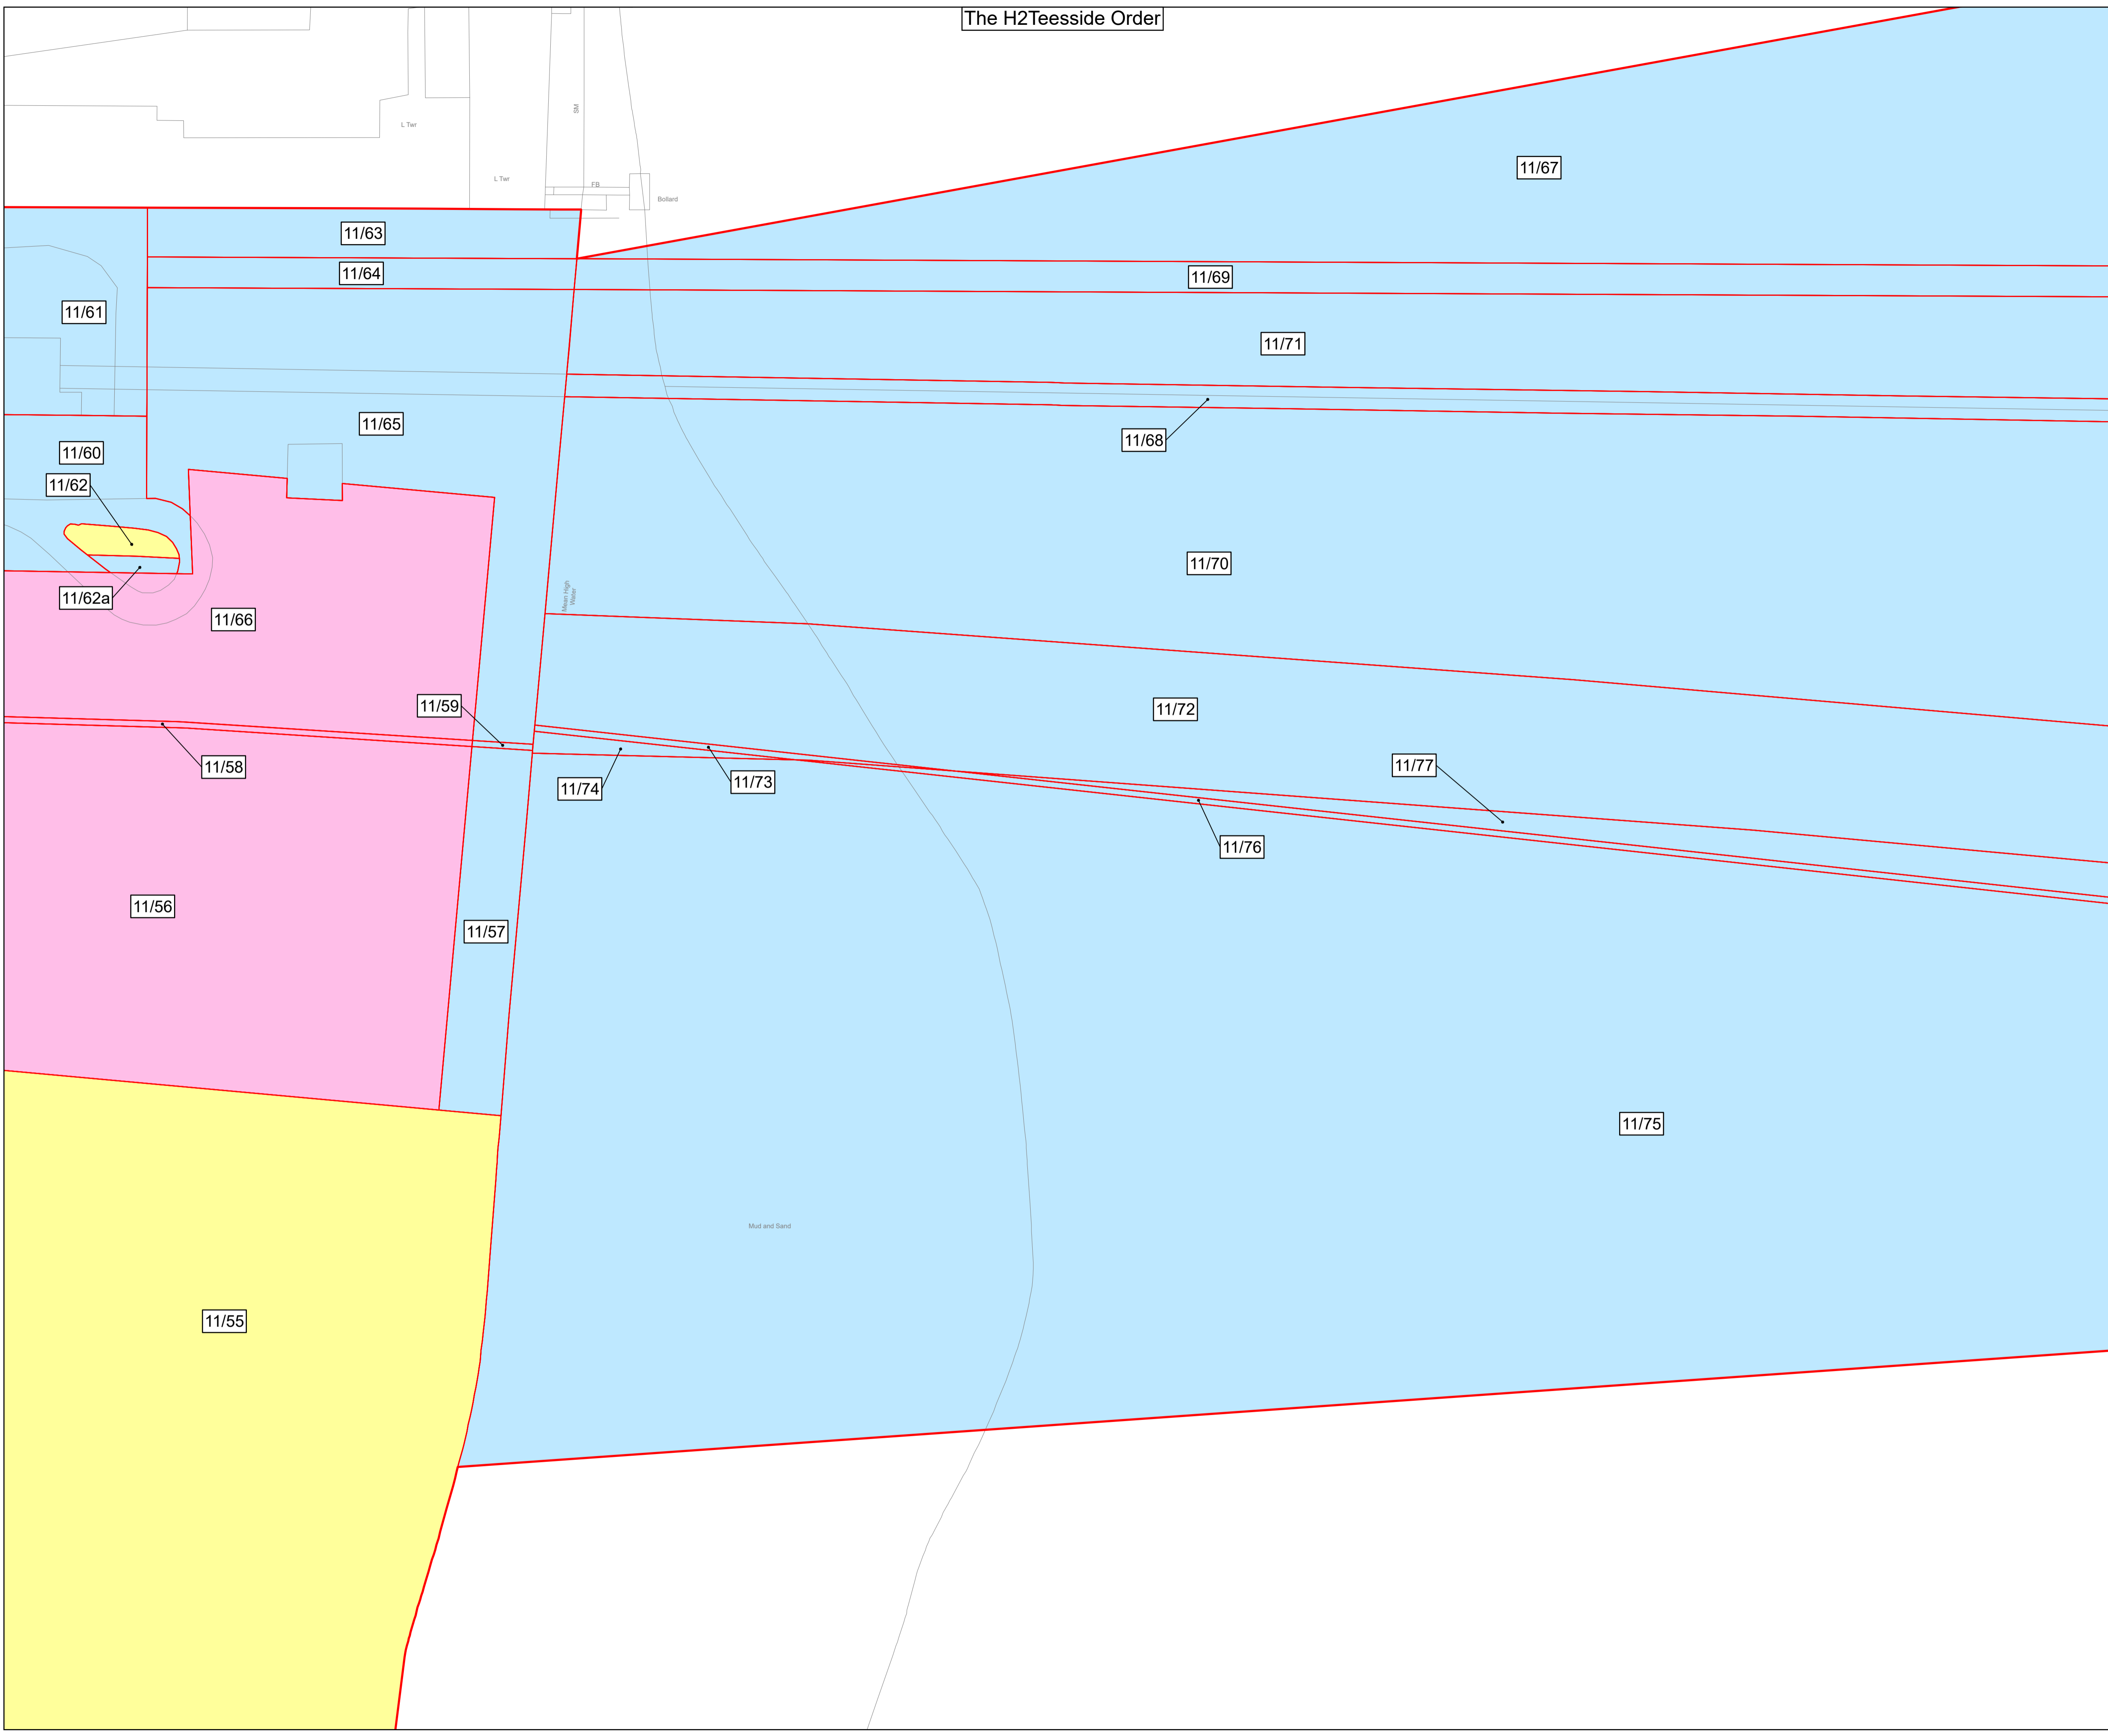 The H2Teesside Order
SM
L Twr
11/67
L Twr
FB
Bollard
11/63
11/64
11/69
11/61
11/71
11/65
11/68
11/60
11/62
11/70
11/62a
Mean High
Water
11/66
11/59
11/72
11/58
11/77
11/74
11/73
11/76
11/56
11/57
11/75
Mud and Sand
11/55